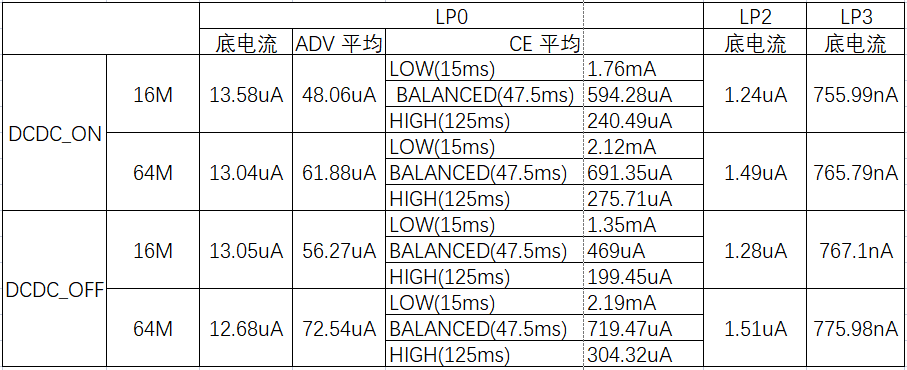 LP0 LP2 LP3
底电流 ADV 平均 CE 平均 底电流 底电流
DCDC_ON 16M 13.58uA 48.06uA LOW(15ms) 1.76mA 1.24uA 755.99nA
BALANCED(47.5ms) 594.28uA
HIGH(125ms) 240.49uA
64M 13.04uA 61.88uA LOW(15ms) 2.12mA 1.49uA 765.79nA
BALANCED(47.5ms) 691.35uA
HIGH(125ms) 275.71uA
DCDC_OFF 16M 13.05uA 56.27uA LOW(15ms) 1.35mA 1.28uA 767.1nA
BALANCED(47.5ms) 469uA
HIGH(125ms) 199.45uA
64M 12.68uA 72.54uA LOW(15ms) 2.19mA 1.51uA 775.98nA
BALANCED(47.5ms) 719.47uA
HIGH(125ms) 304.32uA